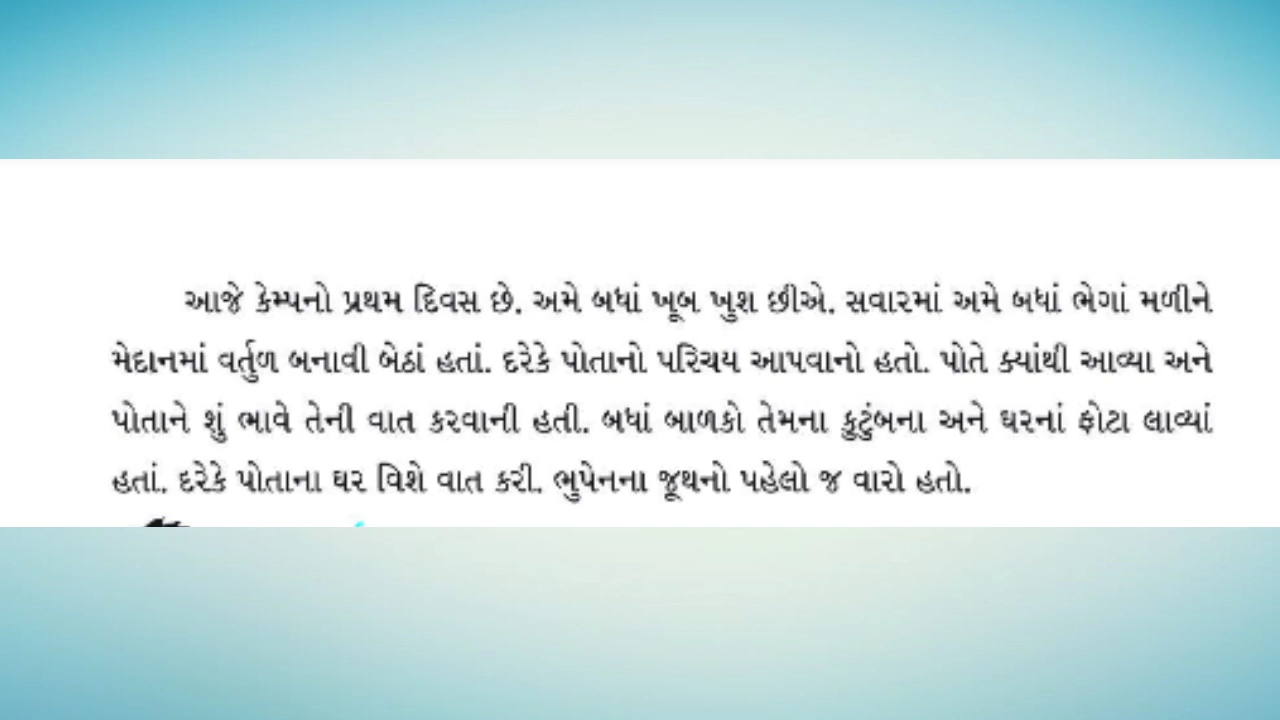 આજે કેમ્પનો પ્રથમ દિવસ છે. અમે બધાં ખૂબ ખુશ છીએ. સવારમાં અમે બધાં ભેગાં મળીને
મેદાનમાં વર્તુળ બનાવી બેઠાં હતાં. દરેકે પોતાનો પરિચય આપવાનો હતો. પોતે ક્યાંથી આવ્યા અને
પોતાને શું ભાવે તેની વાત કરવાની હતી. બધાં બાળકો તેમના કુટુંબના અને ઘરનાં ફોટા લાવ્યાં
હતાં. દરેકે પોતાના ઘર વિશે વાત કરી. ભુપેનના જૂથનો પહેલો જ વારો હતો.